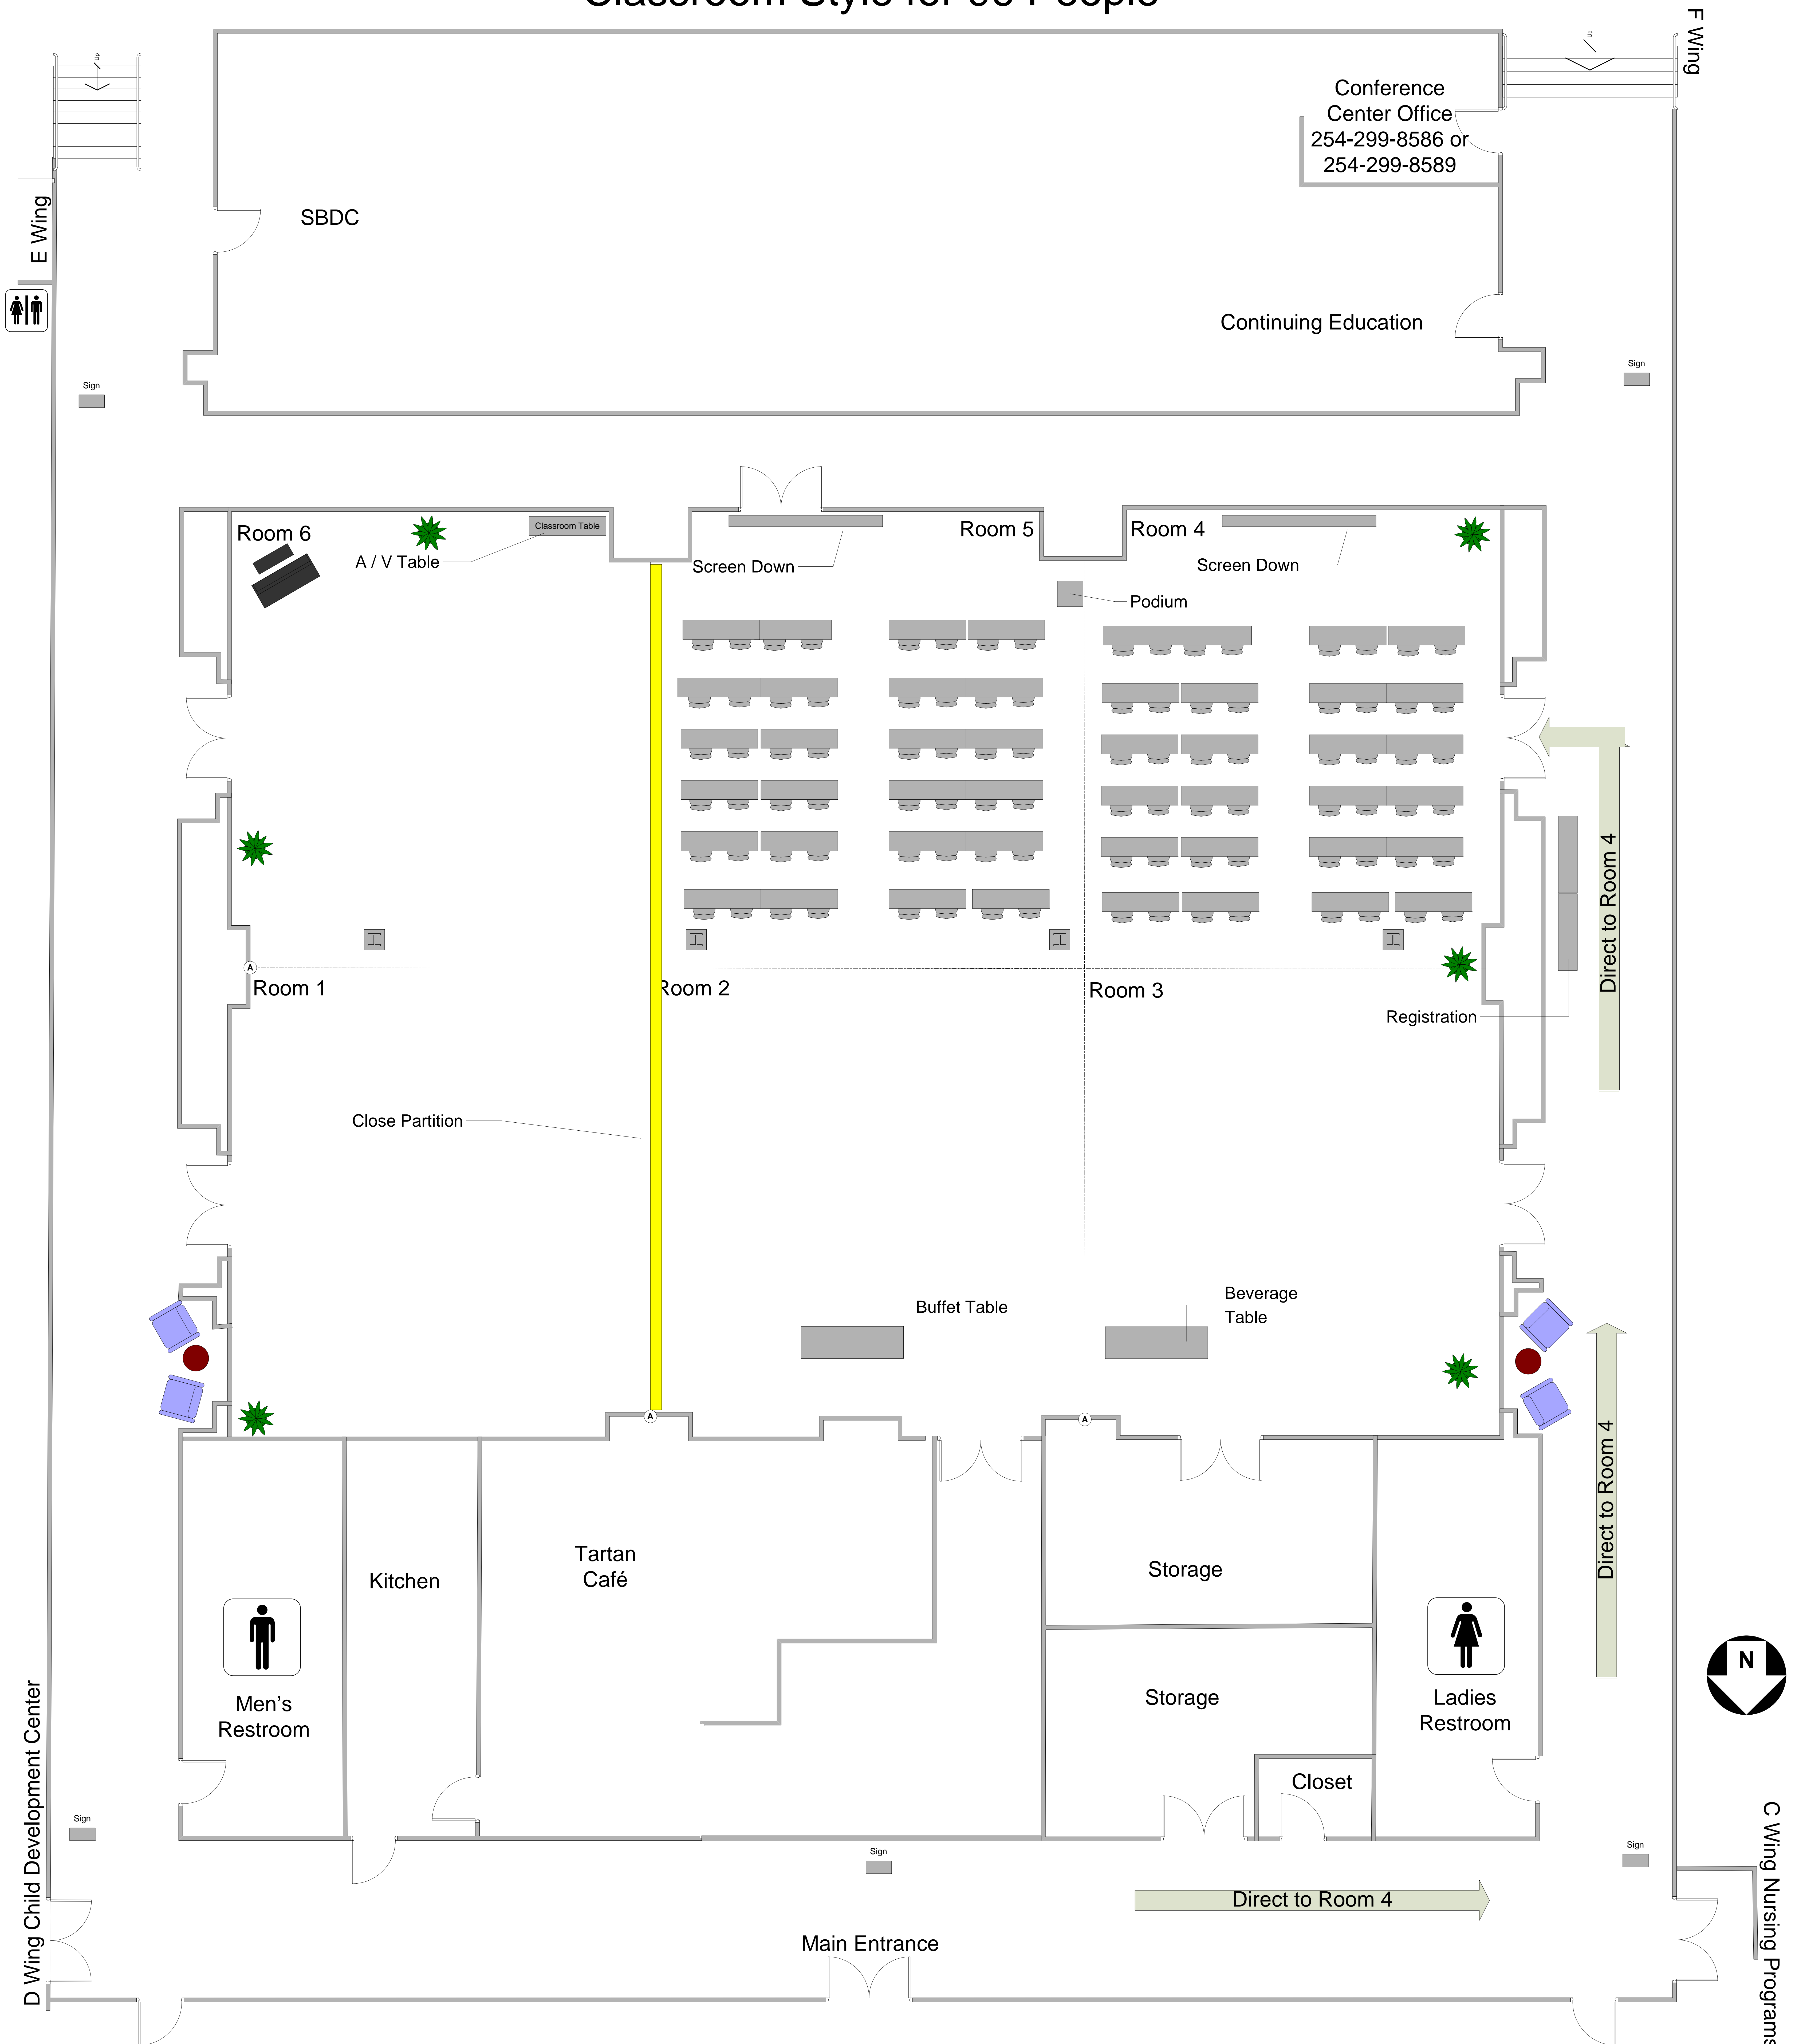 Classroom Style for 96 People
F Wing
Up
Up
Conference
Center Office
254-299-8586 or
254-299-8589
E Wing
SBDC
Continuing Education
Sign
Sign
Room 6
Classroom Table
A / V Table
Room 5
Room 4
Screen Down
Screen Down
Podium
Direct to Room 4
A
Room 1
Room 2
Room 3
Registration
Close Partition
Buffet Table
Beverage
Table
A
A
Direct to Room 4
Tartan
Café
Kitchen
Storage
N
Men's
Restroom
Storage
Ladies
Restroom
D Wing Child Development Center
Closet
C Wing Nursing Programs
Sign
Sign
Sign
Direct to Room 4
Main Entrance